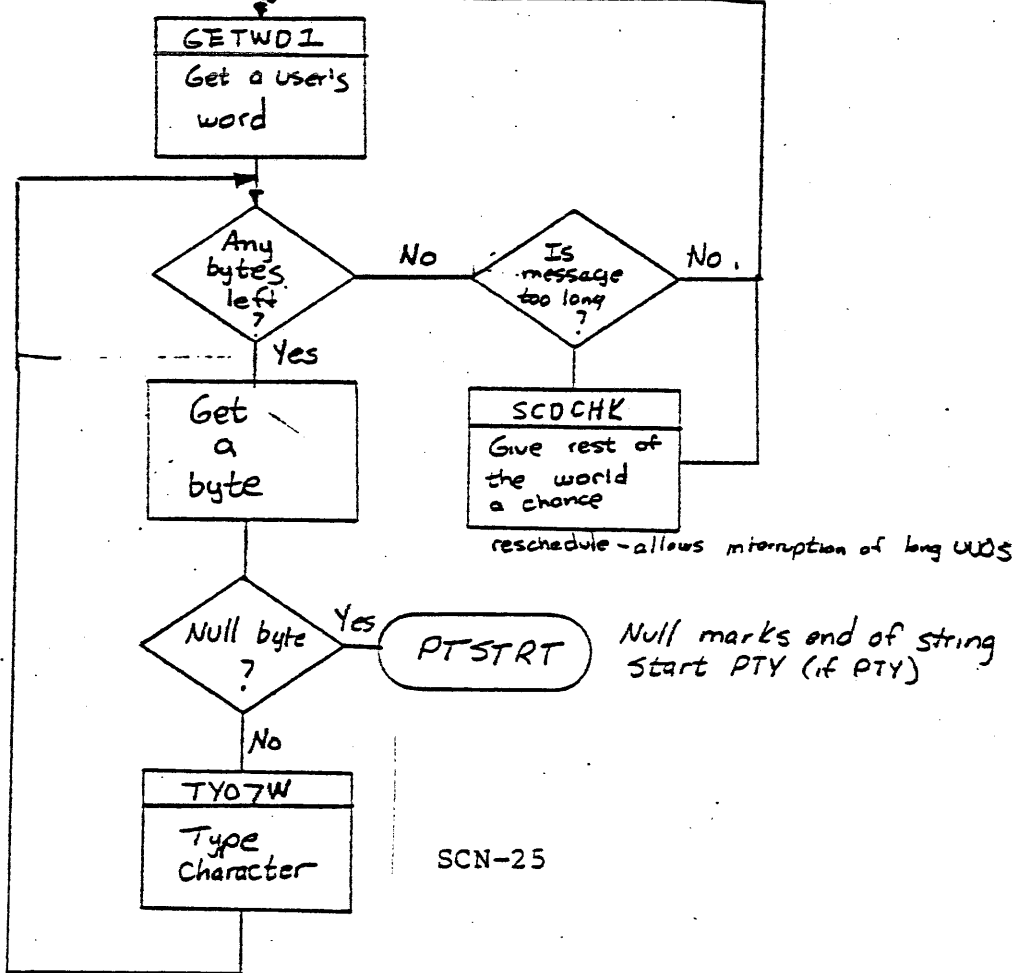 GETWD1
Get a user's
word
Any
bytes
left
?
No
Is
message
too long
?
No.
Yes
Get
a
byte
SCDCHK
Give rest of
the world
a chance
reschedule - allows interruption of long UUOS
Null byte
?
Yes
PTSTRT
Null marks end of string
Start PTY (if PTY)
No
TYO7W
Type
Character
SCN-25